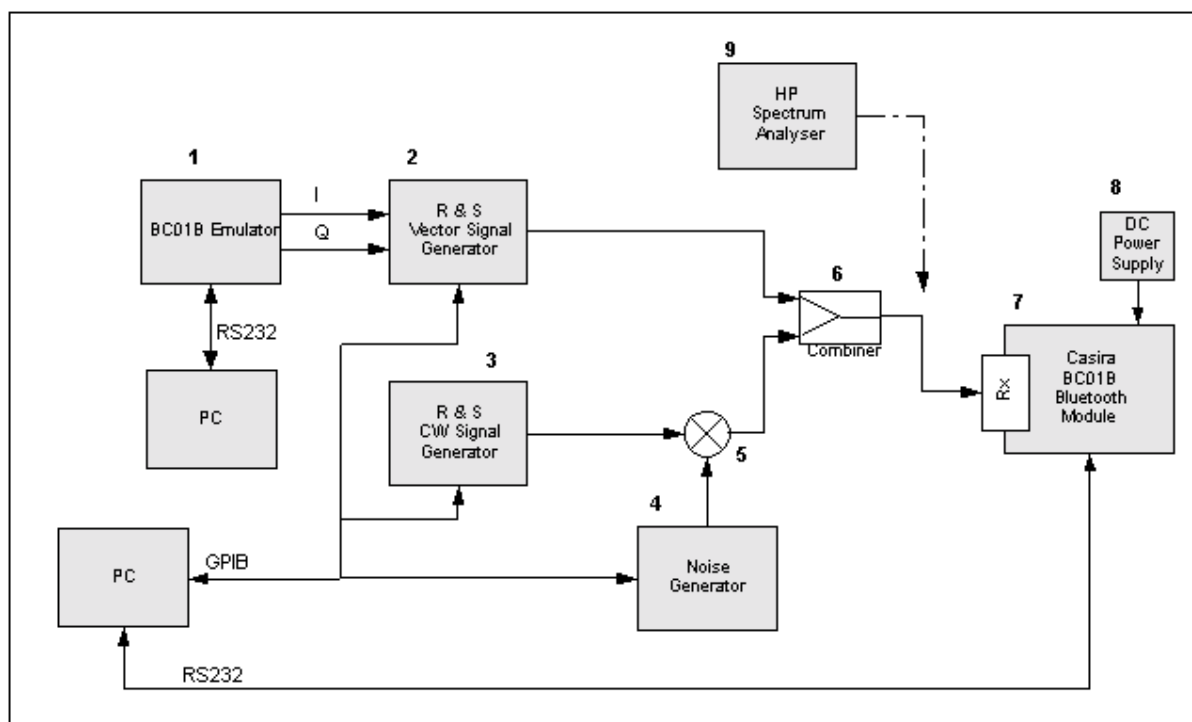 9
HP
Spectrum
Analyser
1
BC01B Emulator
I
Q
2
R & S
Vector Signal
Generator
8
DC
Power
Supply
6
Combiner
7
Rx
Casira
BC01B
Bluetooth
Module
RS232
PC
3
R & S
CW Signal
Generator
5
4
Noise
Generator
PC
GPIB
RS232